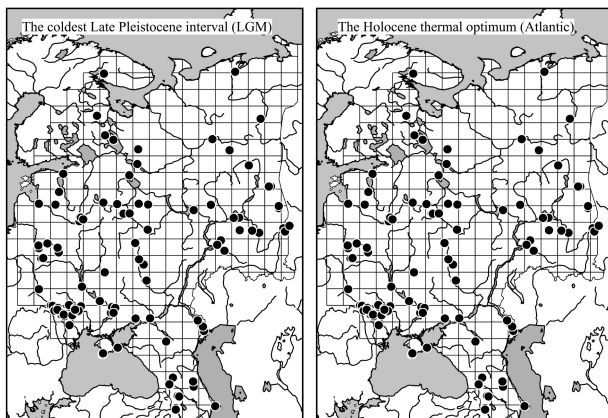 The coldest Late Pleistocene interval (LGM)
The Holocene thermal optimum (Atlantic)